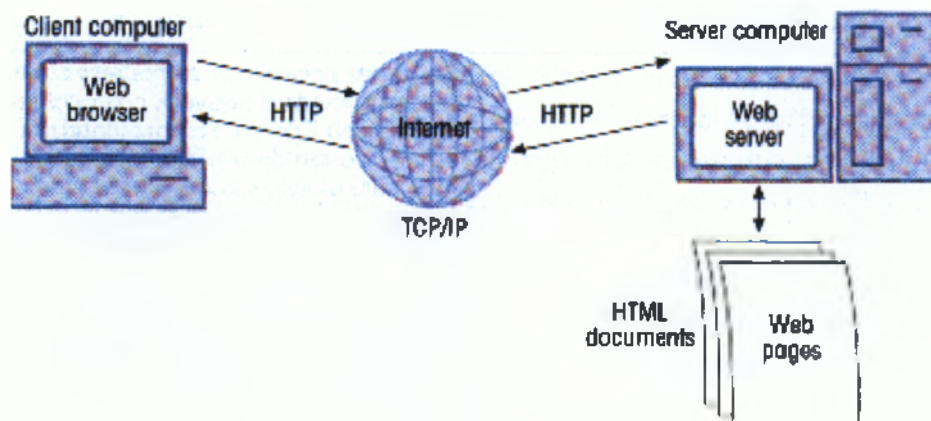 Client computer
Server computer
Web
browser
HTTP
Internet
HTTP
Web
server
TCP/IP
HTML
documents
Web
pages